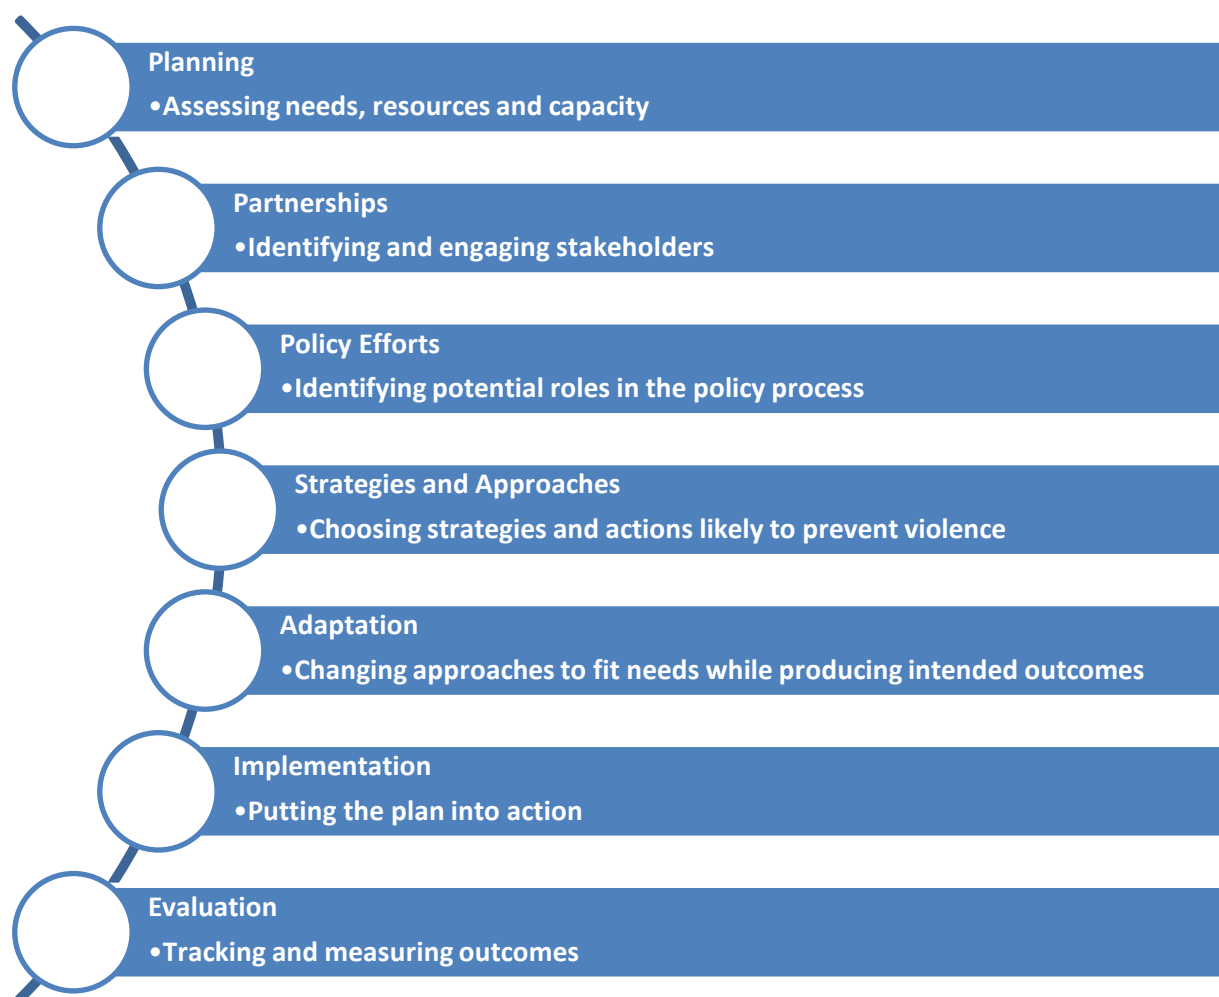 Planning
•Assessing needs, resources and capacity
Partnerships
•Identifying and engaging stakeholders
Policy Efforts
•Identifying potential roles in the policy process
Strategies and Approaches
•Choosing strategies and actions likely to prevent violence
Adaptation
•Changing approaches to fit needs while producing intended outcomes
Implementation
•Putting the plan into action
Evaluation
•Tracking and measuring outcomes